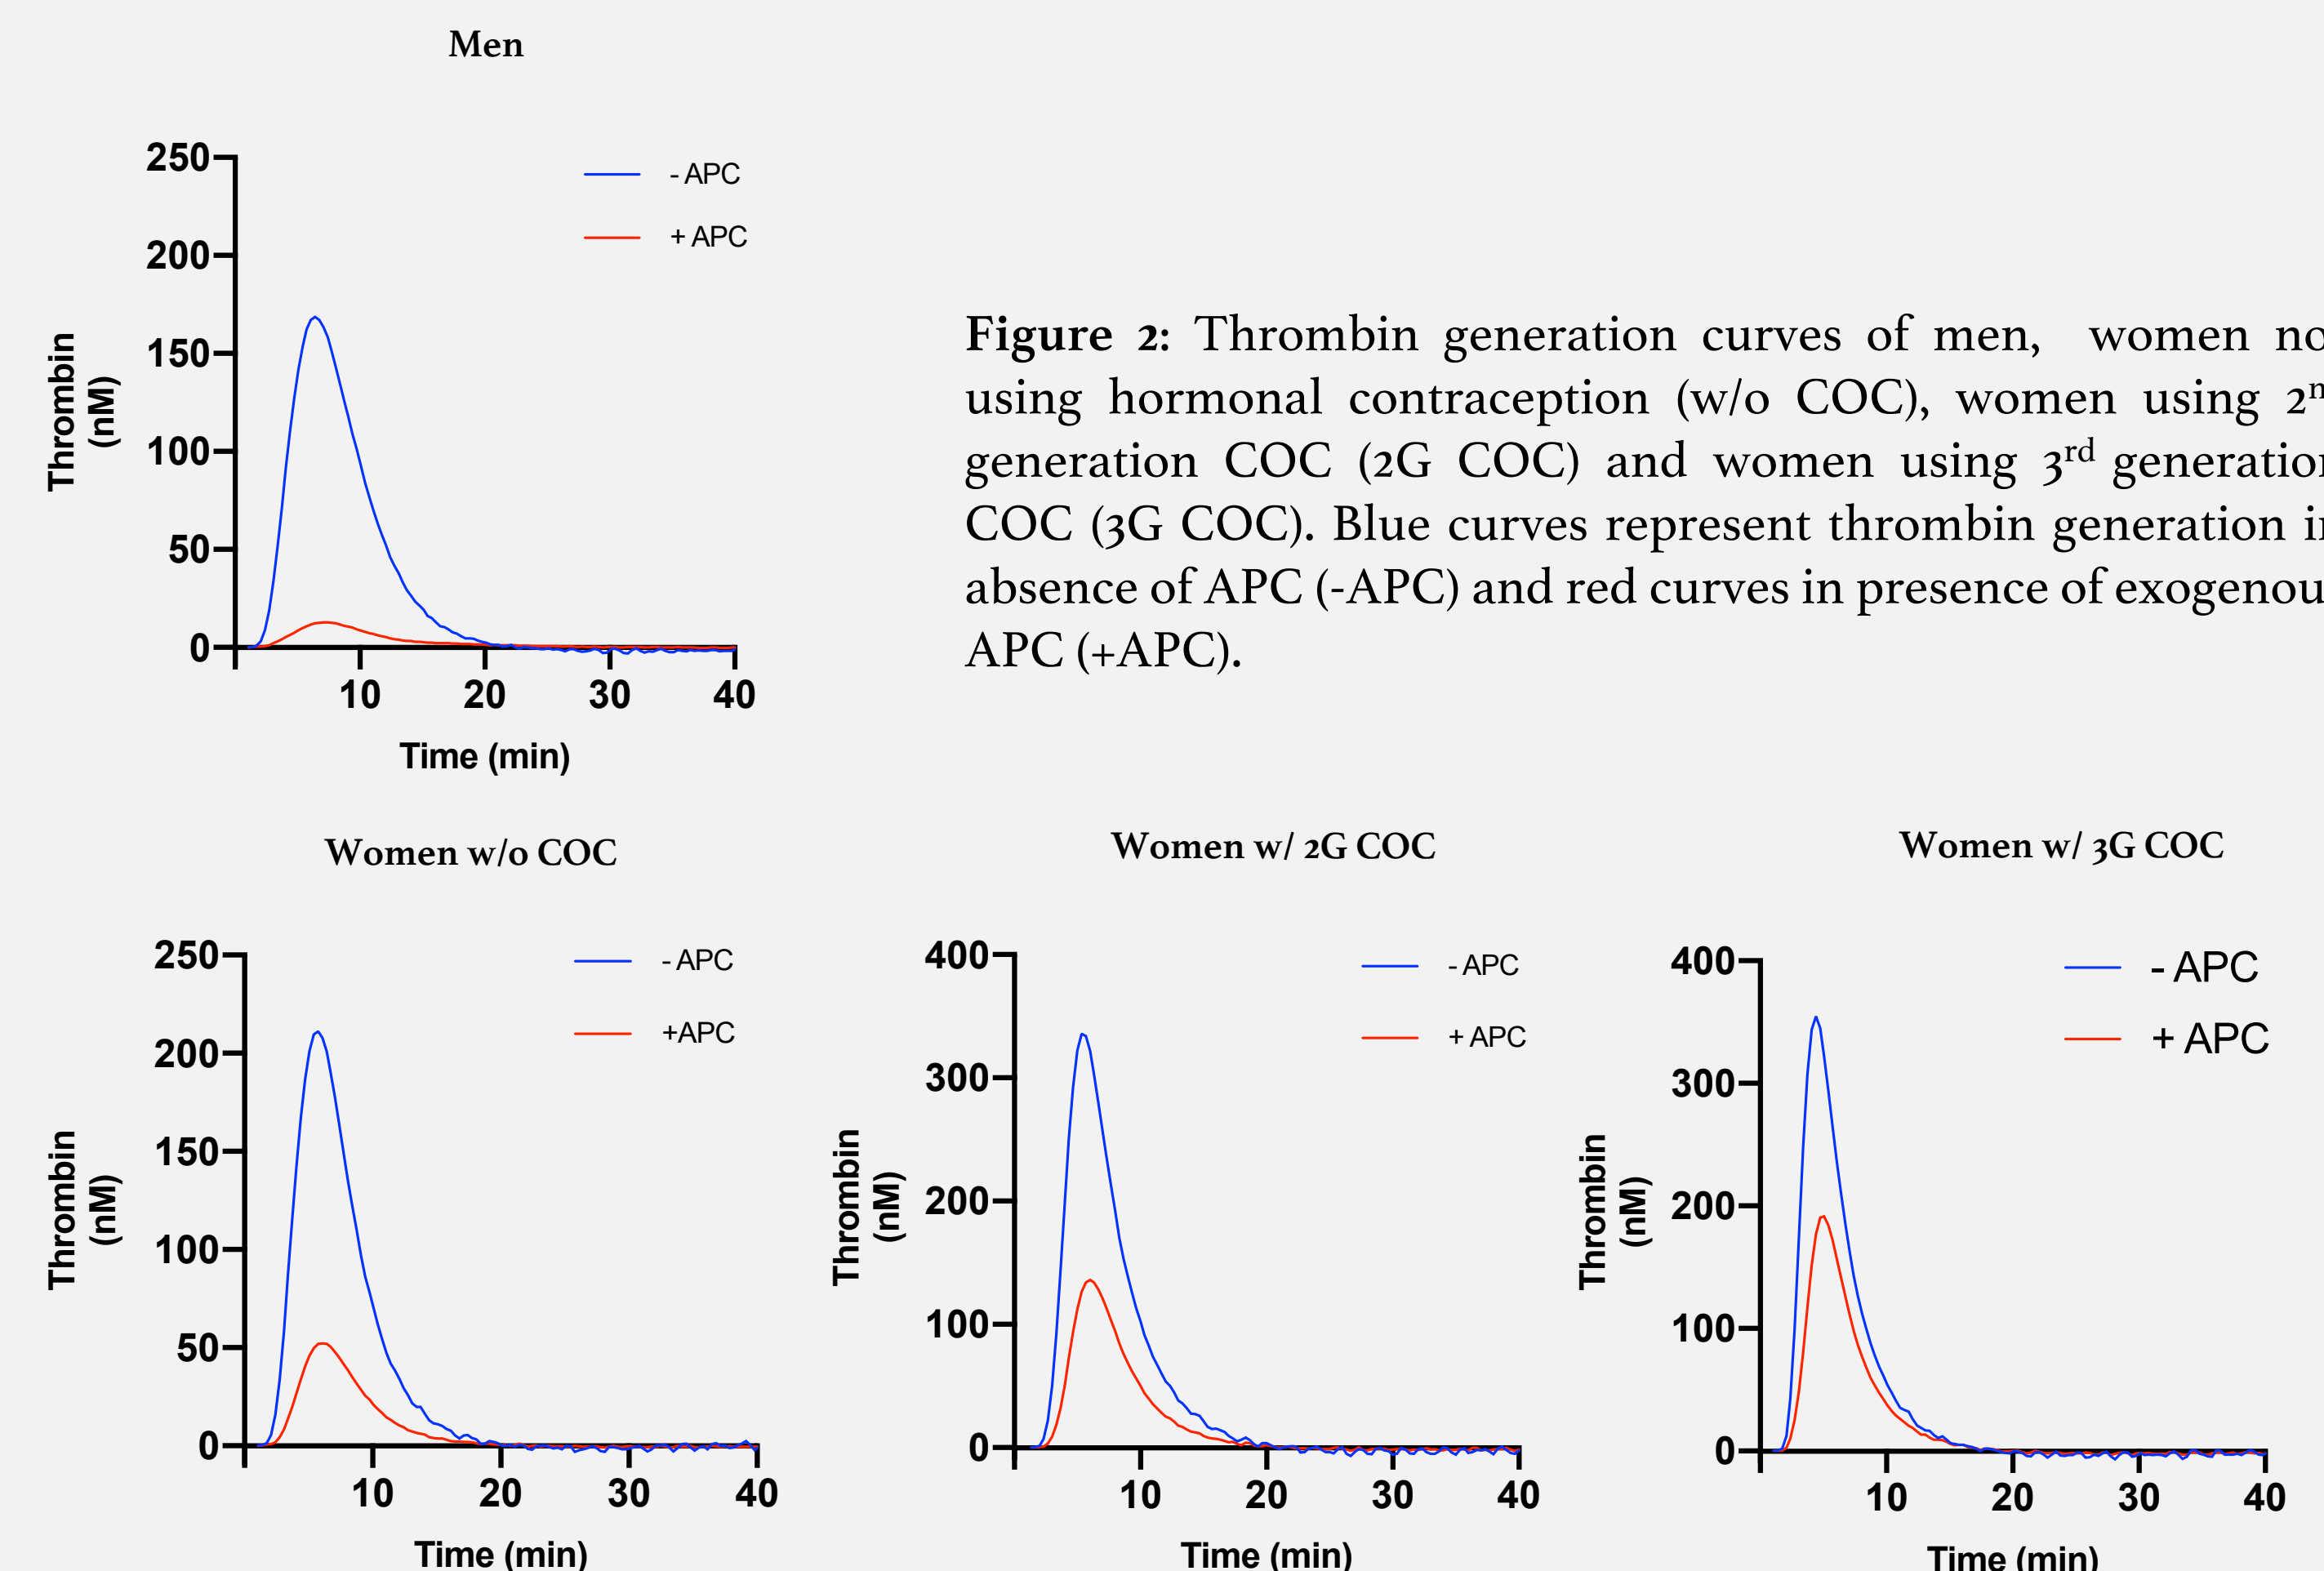 Men
250
200
150
100
50
0
10 20 30 40
Thrombin
(nM)
Time (min)
- APC
+ APC
Figure 2: Thrombin generation curves of men, women no
using hormonal contraception (w/o COC), women using 2n
generation COC (2G COC) and women using 3rd generation
COC (3G COC). Blue curves represent thrombin generation in
absence of APC (-APC) and red curves in presence of exogenou
APC (+APC).
Women w/o COC
250
200
150
100
50
0
10 20 30 40
Thrombin
(nM)
Time (min)
- APC
+APC
Women w/ 2G COC
400
300
200
100
0
10 20 30 40
Thrombin
(nM)
Time (min)
- APC
+ APC
Women w/ 3G COC
400
300
200
100
0
10 20 30 40
Thrombin
(nM)
Time (min)
- APC
+ APC